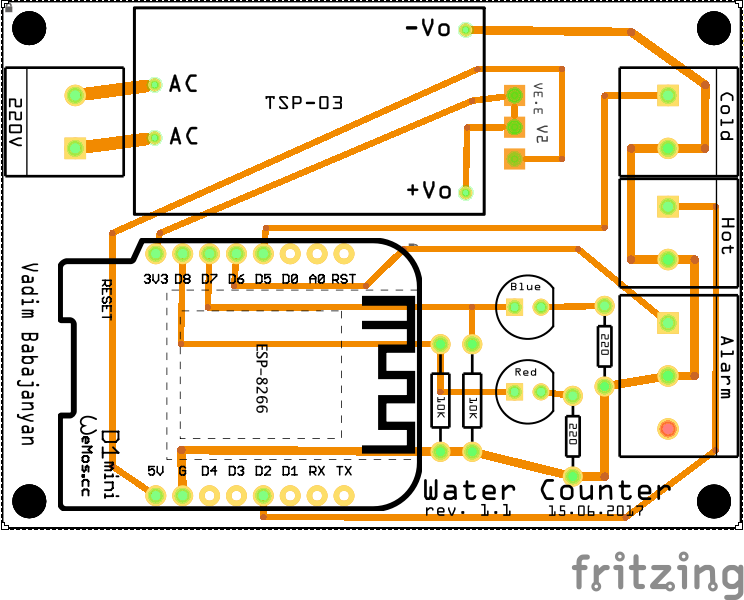 -Vo
AC
TSP-03
AC
+Vo
220V
3.3V
V5
Cold
Hot
Alarm
3V3 D8 D7 D6 D5 D0 A0 RST
RESET
Vadim Babajanyan
ESP-8266
D1 mini
WeMos.cc
Blue
Red
220
220
10K
10K
5V G D4 D3 D2 D1 RX TX
Water Counter
rev. 1.1 15.06.2017
fritzing